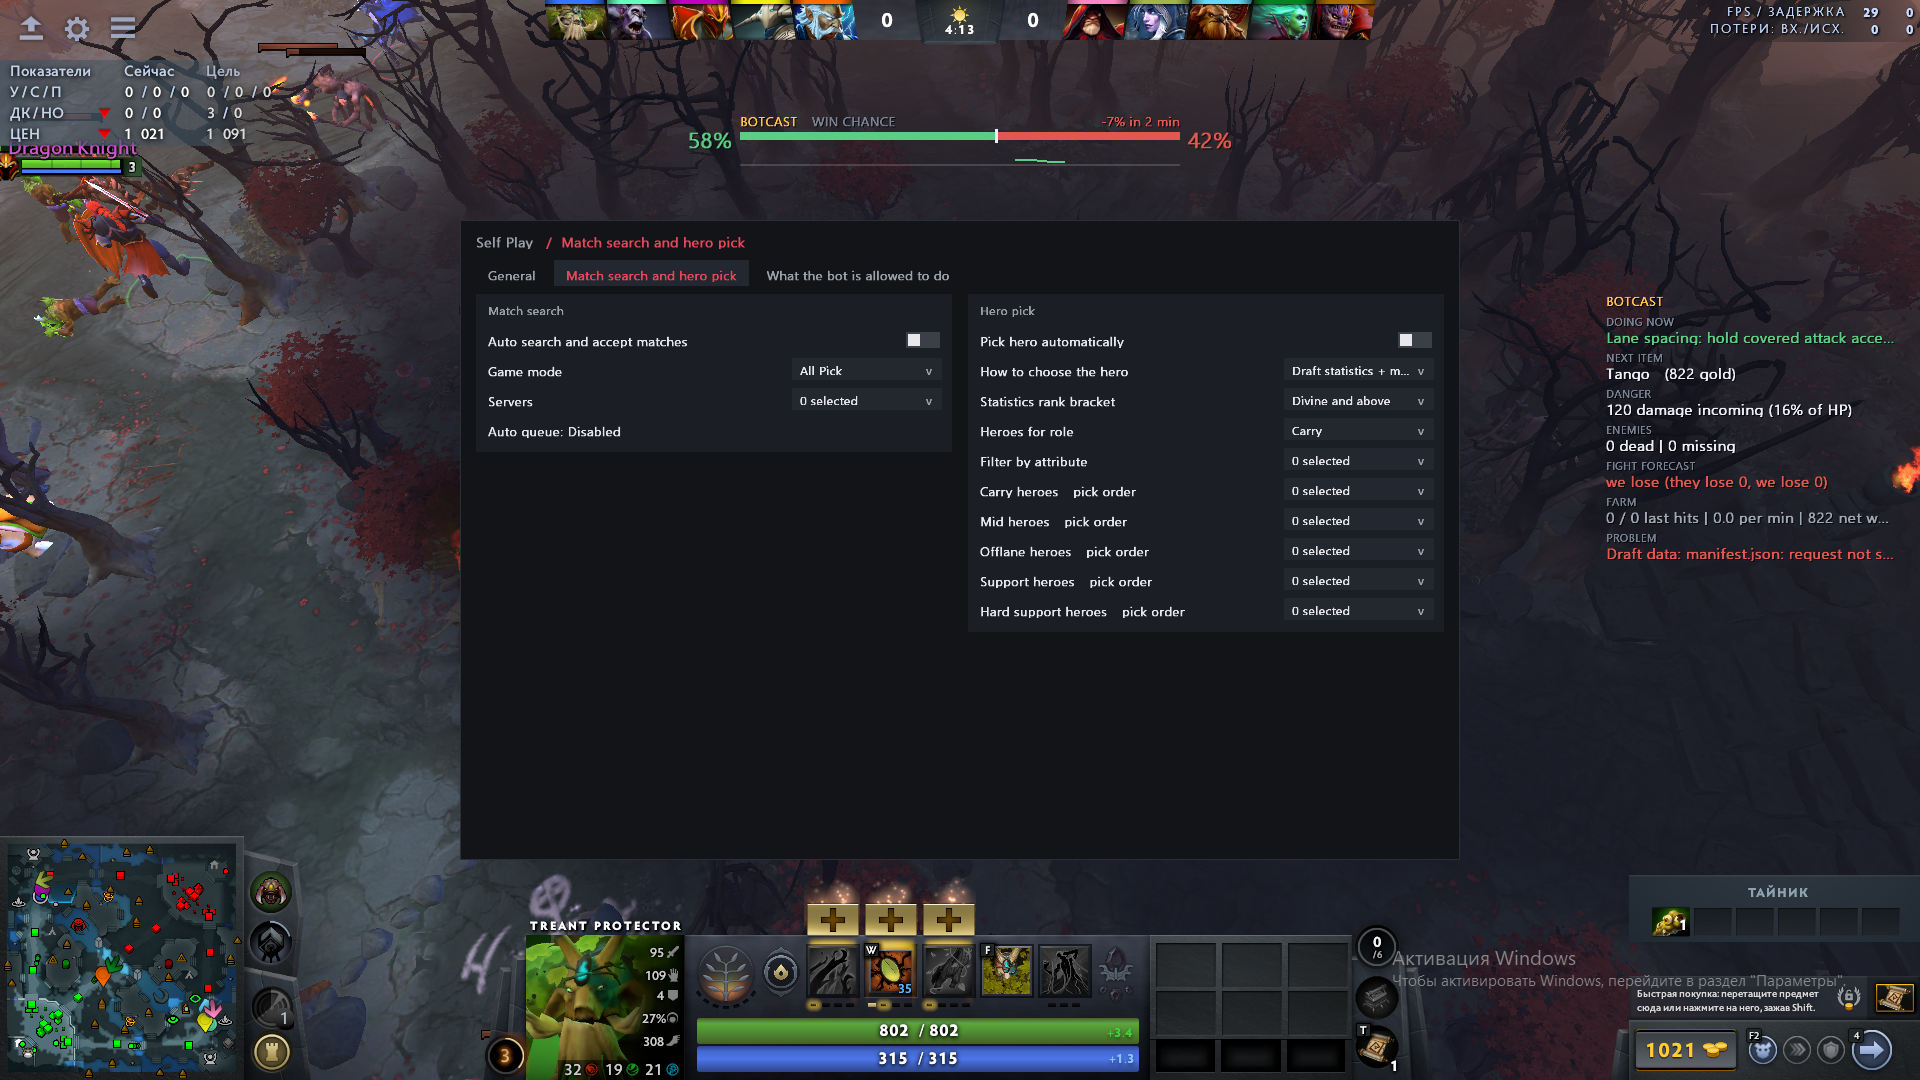 0
4:13
0
FPS / ЗАДЕРЖКА 29 0
ПОТЕРИ: ВХ./ИСХ. 0 0
Показатели Сейчас Цель
У / С / П 0 / 0 / 0 0 / 0 / 0
ДК / НО 0 / 0 3 / 0
ЦЕН 1 021 1 091
Dragon Knight
3
BOTCAST WIN CHANCE -7% in 2 min
58% 42%
Self Play / Match search and hero pick
General Match search and hero pick What the bot is allowed to do
Match search
Auto search and accept matches
Game mode All Pick v
Servers 0 selected v
Auto queue: Disabled
Hero pick
Pick hero automatically
How to choose the hero Draft statistics + m... v
Statistics rank bracket Divine and above v
Heroes for role Carry v
Filter by attribute 0 selected v
Carry heroes pick order 0 selected v
Mid heroes pick order 0 selected v
Offlane heroes pick order 0 selected v
Support heroes pick order 0 selected v
Hard support heroes pick order 0 selected v
BOTCAST
DOING NOW
Lane spacing: hold covered attack acce...
NEXT ITEM
Tango (822 gold)
DANGER
120 damage incoming (16% of HP)
ENEMIES
0 dead | 0 missing
FIGHT FORECAST
we lose (they lose 0, we lose 0)
FARM
0 / 0 last hits | 0.0 per min | 822 net w...
PROBLEM
Draft data: manifest.json: request not s...
1
TREANT PROTECTOR
95
109
4
27%
308
3
32 19 21
W
35
F
802 / 802 +3.4
315 / 315 +1.3
0
/6
T
1
ТАЙНИК
1
Активация Windows
Чтобы активировать Windows, перейдите в раздел "Параметры".
Быстрая покупка: перетащите предмет
сюда или нажмите на него, зажав Shift.
1021
F2
4